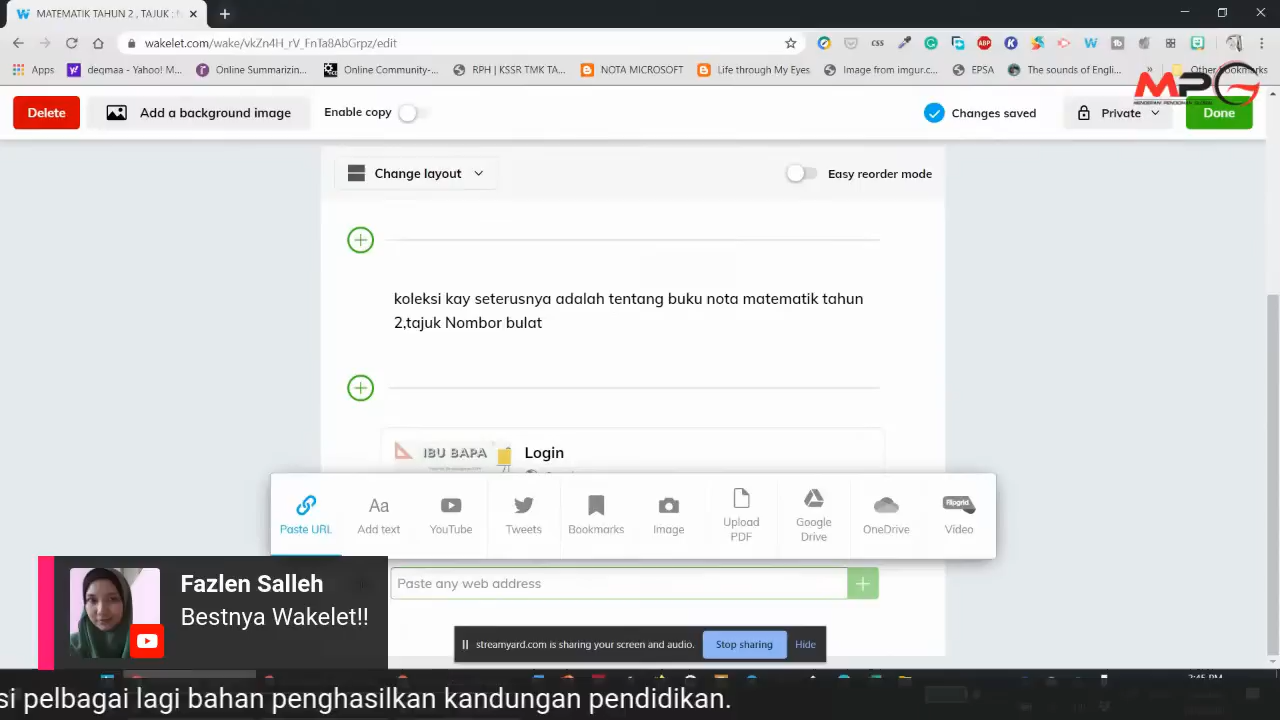 MATEMATIK TAHUN 2 , TAJUK :
wakelet.com/wake/vkZn4H_rV_FnTa8AbGrpz/edit
Apps
deqmaa - Yahoo! M...
Online Summarizin...
Online Community-...
RPH | KSSR TMK TA...
NOTA MICROSOFT
Life through My Eyes
Image from imgur.c...
EPSA
The sounds of Engl...
Other bookmarks
MPG
Delete
Add a background image
Enable copy
Changes saved
Private
Done
Change layout
Easy reorder mode
koleksi kay seterusnya adalah tentang buku nota matematik tahun
2,tajuk Nombor bulat
IBU BAPA
Login
Paste URL
Add text
YouTube
Tweets
Bookmarks
Image
Upload
PDF
Google
Drive
OneDrive
Flipgrid
Video
Paste any web address
Fazlen Salleh
Bestnya Wakelet!!
streamyard.com is sharing your screen and audio.
Stop sharing
Hide
si pelbagai lagi bahan penghasilkan kandungan pendidikan.